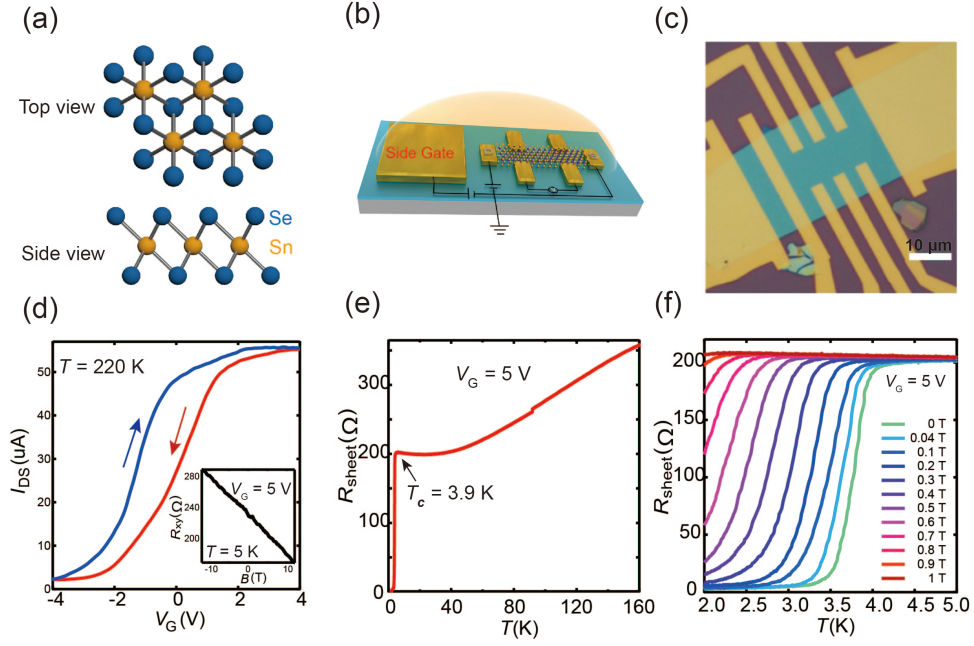 (a)
Top view
Se
Sn
Side view
(b)
Side Gate
(c)
10 μm
(d)
T = 220 K
I_DS(uA)
50
40
20
10
0
-4
-2
0
2
4
V_G(V)
V_G = 5 V
T = 5 K
R_xy(Ω)
280
240
200
-10
0
10
B(T)
(e)
V_G = 5 V
T_c = 3.9 K
R_sheet(Ω)
300
200
100
0
0
40
80
120
160
T(K)
(f)
V_G = 5 V
R_sheet(Ω)
200
150
100
50
0
2.0
2.5
3.0
3.5
4.0
4.5
5.0
T(K)
0 T
0.04 T
0.1 T
0.2 T
0.3 T
0.4 T
0.5 T
0.6 T
0.7 T
0.8 T
0.9 T
1 T